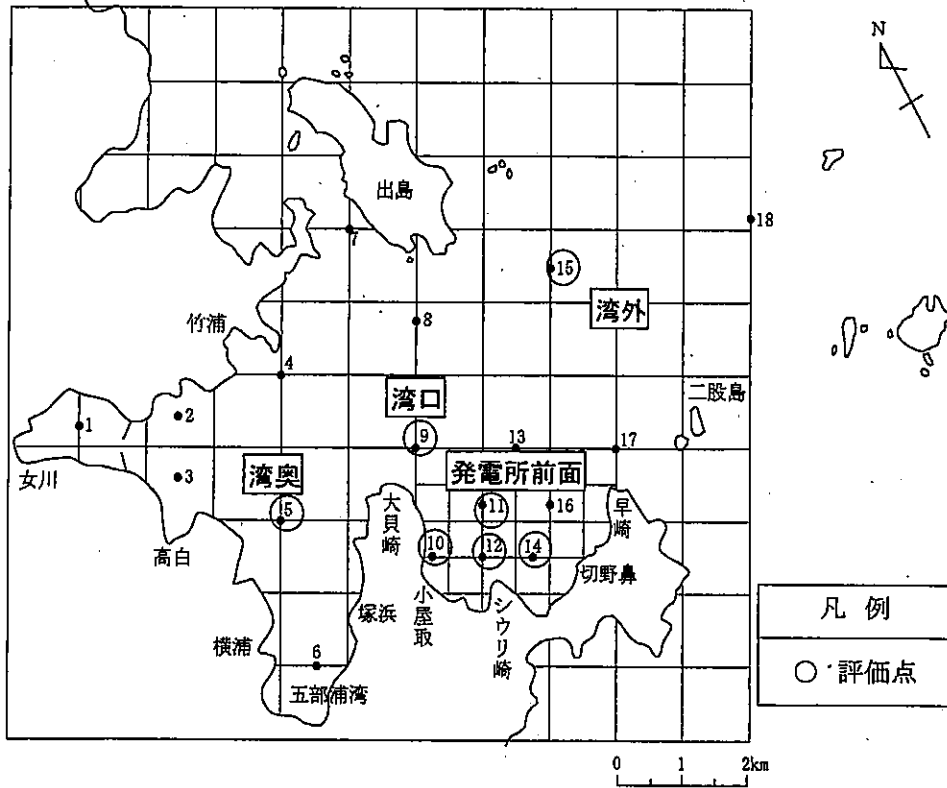 N
出島
18
7
15
湾外
竹浦
8
4
二股島
湾口
1
2
9
13
17
女川
3
湾奥
発電所前面
大貝崎
11
16
早崎
5
10
12
14
高白
切野鼻
凡例
小屋取
シウリ崎
塚浜
横浦
6
五部浦湾
○ 評価点
0 1 2km